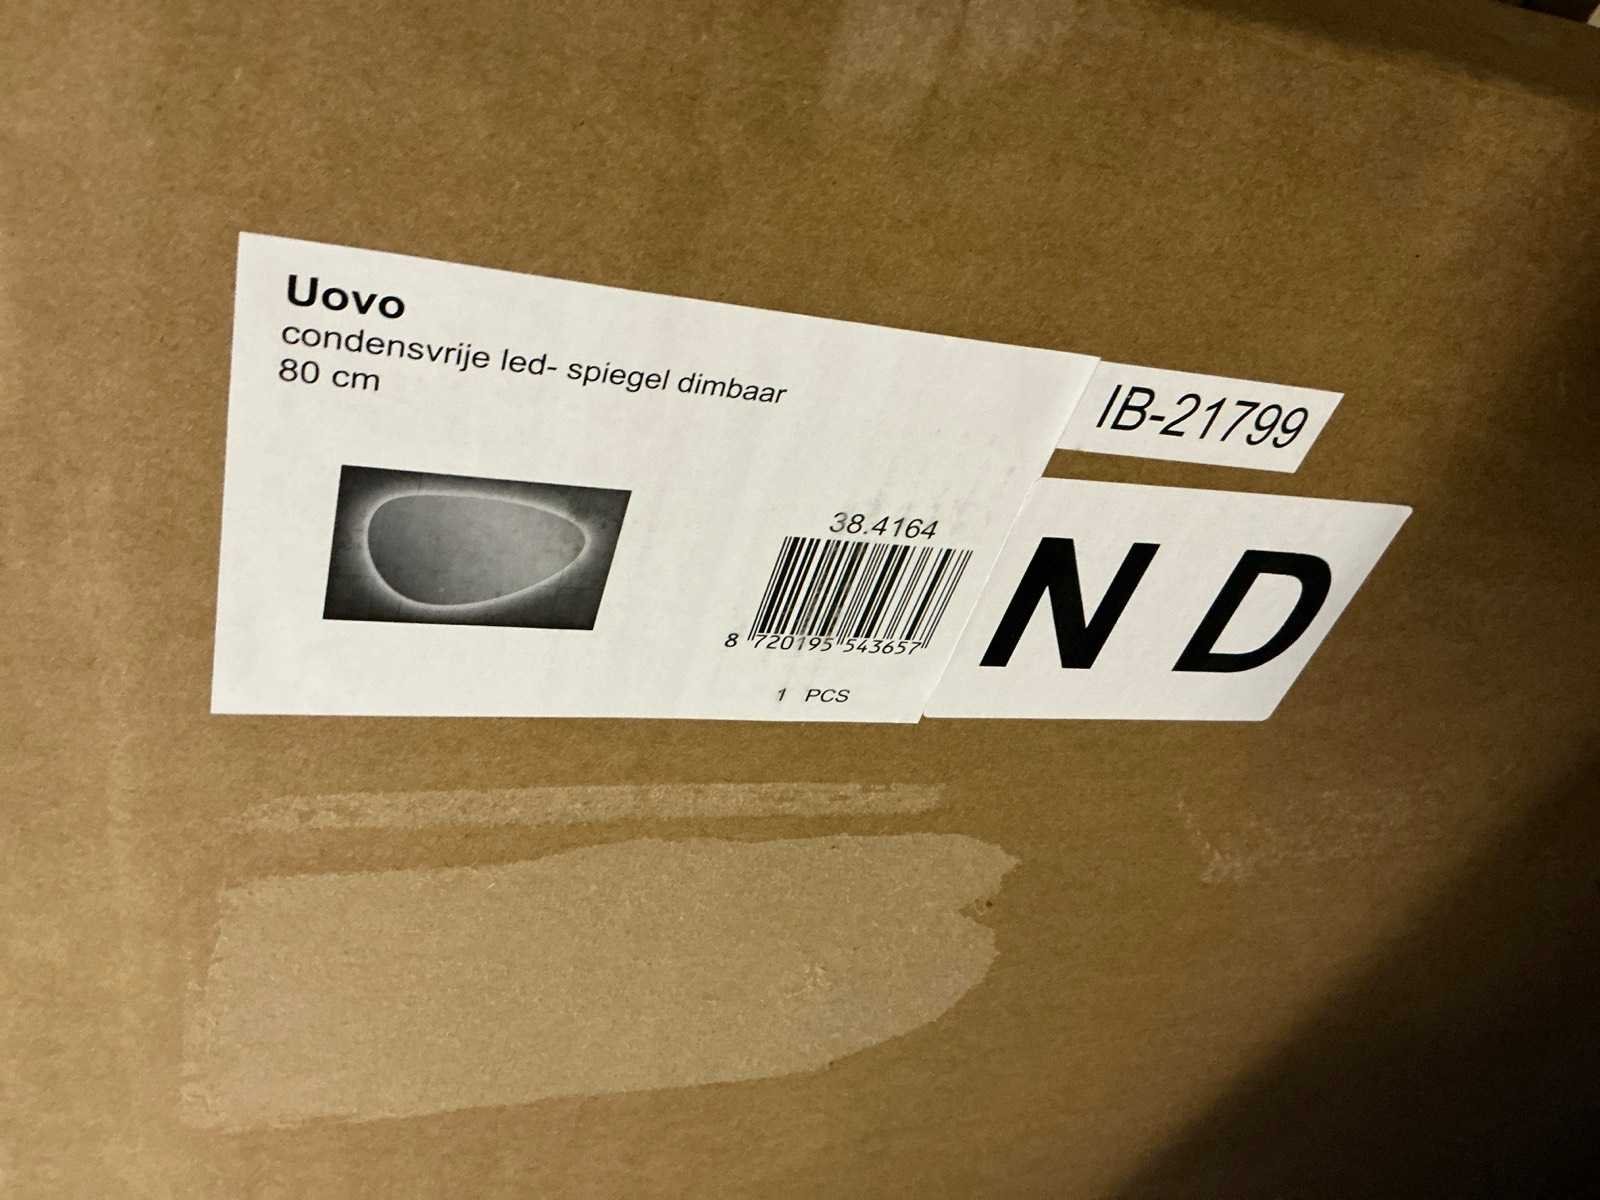 Uovo
condensvrije led- spiegel dimbaar
80 cm
IB-21799
38.4164
8 720195 543657
1 PCS
N D